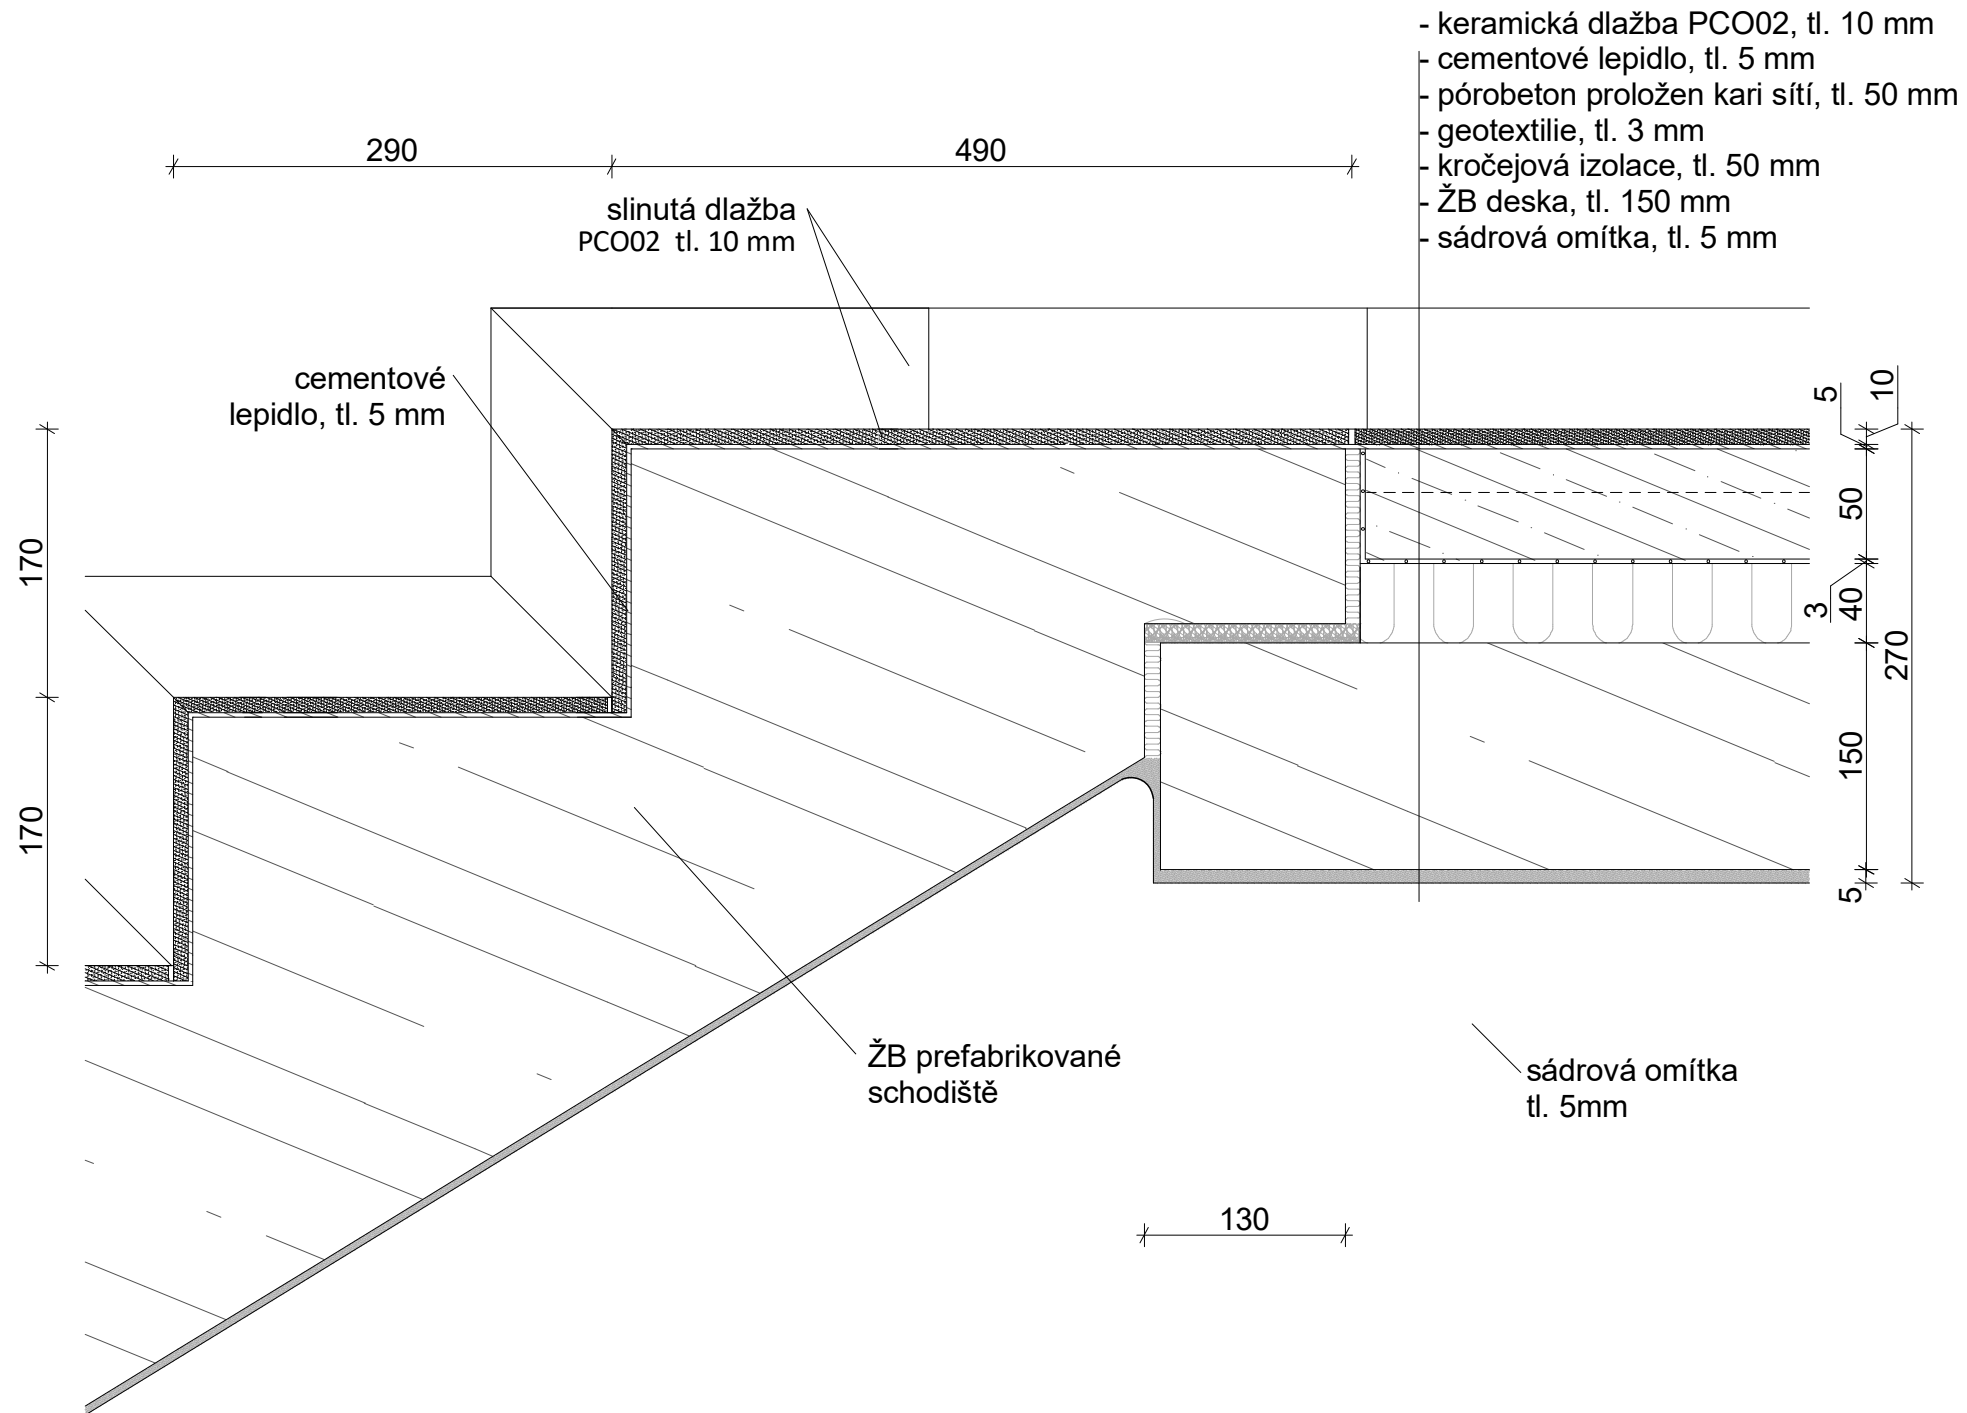 - keramická dlažba PCO02, tl. 10 mm
- cementové lepidlo, tl. 5 mm
- pórobeton proložen kari sítí, tl. 50 mm
- geotextilie, tl. 3 mm
- kročejová izolace, tl. 50 mm
- ŽB deska, tl. 150 mm
- sádrová omítka, tl. 5 mm
290
490
slinutá dlažba
PCO02 tl. 10 mm
cementové
lepidlo, tl. 5 mm
5
10
50
3
40
270
150
5
170
170
ŽB prefabrikované
schodiště
sádrová omítka
tl. 5mm
130